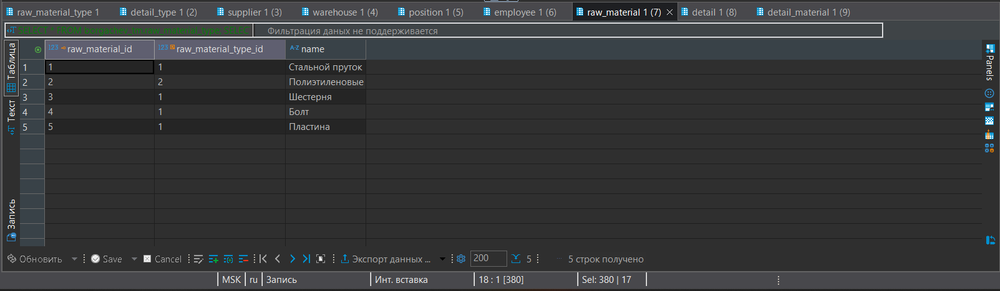 raw_material_type 1 detail_type 1 (2) supplier 1 (3) warehouse 1 (4) position 1 (5) employee 1 (6) raw_material 1 (7) detail 1 (8) detail_material 1 (9)
SELECT * FROM borgachev_tm.raw_material_type; SELEC Фильтрация даных не поддерживается
123 raw_material_id 123 raw_material_type_id A-Z name
1 1 1 Стальной пруток
2 2 2 Полиэтиленовые
3 3 1 Шестерня
4 4 1 Болт
5 5 1 Пластина
Таблица
Текст
Запись
Panels
Обновить Save Cancel Экспорт данных ... 200 5 5 строк получено
MSK ru Запись Инт. вставка 18 : 1 [380] Sel: 380 | 17